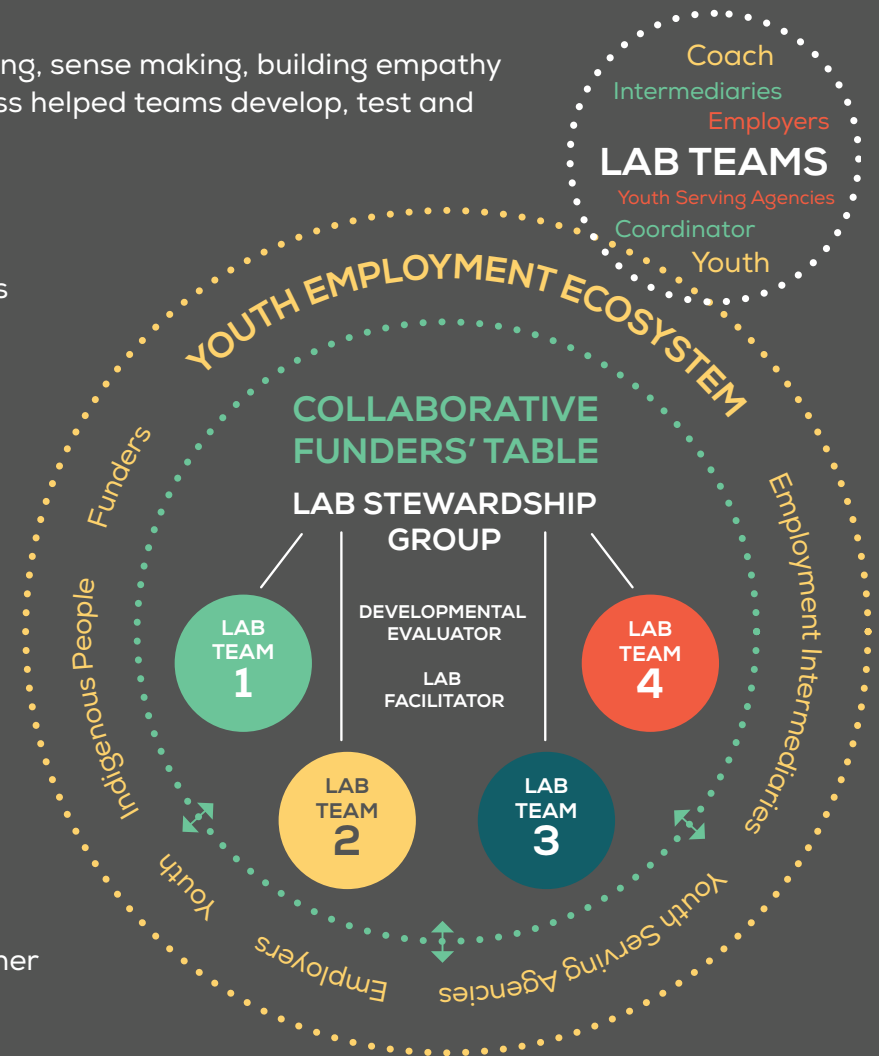 ng, sense making, building empathy
ss helped teams develop, test and
s
ner
Coach
Intermediaries
Employers
LAB TEAMS
Youth Serving Agencies
Coordinator
Youth
YOUTH EMPLOYMENT ECOSYSTEM
COLLABORATIVE
FUNDERS' TABLE
LAB STEWARDSHIP
GROUP
DEVELOPMENTAL
EVALUATOR
LAB
FACILITATOR
LAB
TEAM
1
LAB
TEAM
2
LAB
TEAM
3
LAB
TEAM
4
Funders
Indigenous People
Youth
Employers
Youth Serving Agencies
Employment Intermediaries